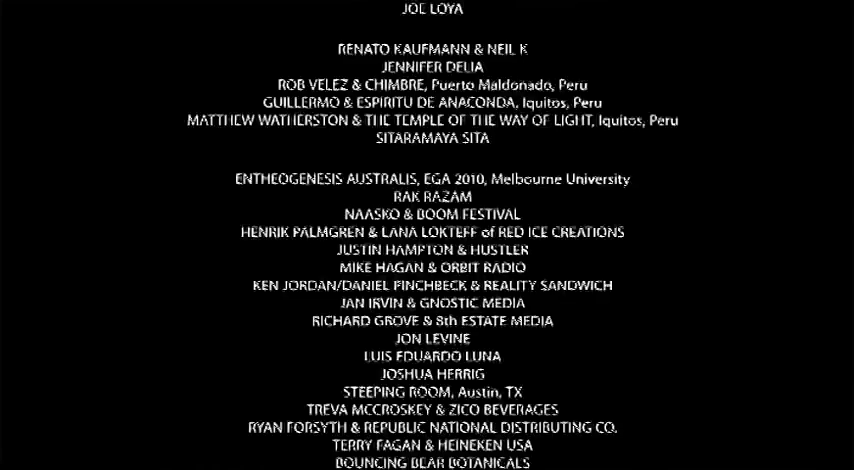 JOE LOYA
RENATO KAUFMANN & NEIL K
JENNIFER DELIA
ROB VELEZ & CHIMBRE, Puerto Maldonado, Peru
GUILLERMO & ESPIRITU DE ANACONDA, Iquitos, Peru
MATTHEW WATHERSTON & THE TEMPLE OF THE WAY OF LIGHT, Iquitos, Peru
SITARAMAYA SITA
ENTHEOGENESIS AUSTRALIS, EGA 2010, Melbourne University
RAK RAZAM
NAASKO & BOOM FESTIVAL
HENRIK PALMGREN & LANA LOKTEFF of RED ICE CREATIONS
JUSTIN HAMPTON & HUSTLER
MIKE HAGAN & ORBIT RADIO
KEN JORDAN/DANIEL PINCHBECK & REALITY SANDWICH
JAN IRVIN & GNOSTIC MEDIA
RICHARD GROVE & 8th ESTATE MEDIA
JON LEVINE
LUIS EDUARDO LUNA
JOSHUA HERRIG
STEEPING ROOM, Austin, TX
TREVA MCCROSKEY & ZICO BEVERAGES
RYAN FORSYTH & REPUBLIC NATIONAL DISTRIBUTING CO.
TERRY FAGAN & HEINEKEN USA
BOUNCING BEAR BOTANICALS